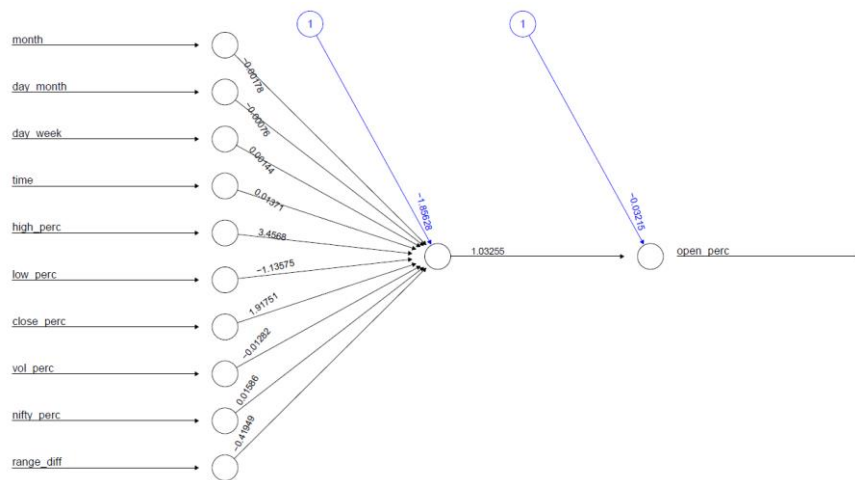 1
1
month
−0.00178
day_month
−0.00076
day_week
0.00144
time
0.01371
high_perc
3.4568
low_perc
−1.13575
close_perc
1.91751
vol_perc
−0.01282
nifty_perc
0.01586
range_diff
−0.41949
−1.85628
1.03255
−0.03215
open_perc